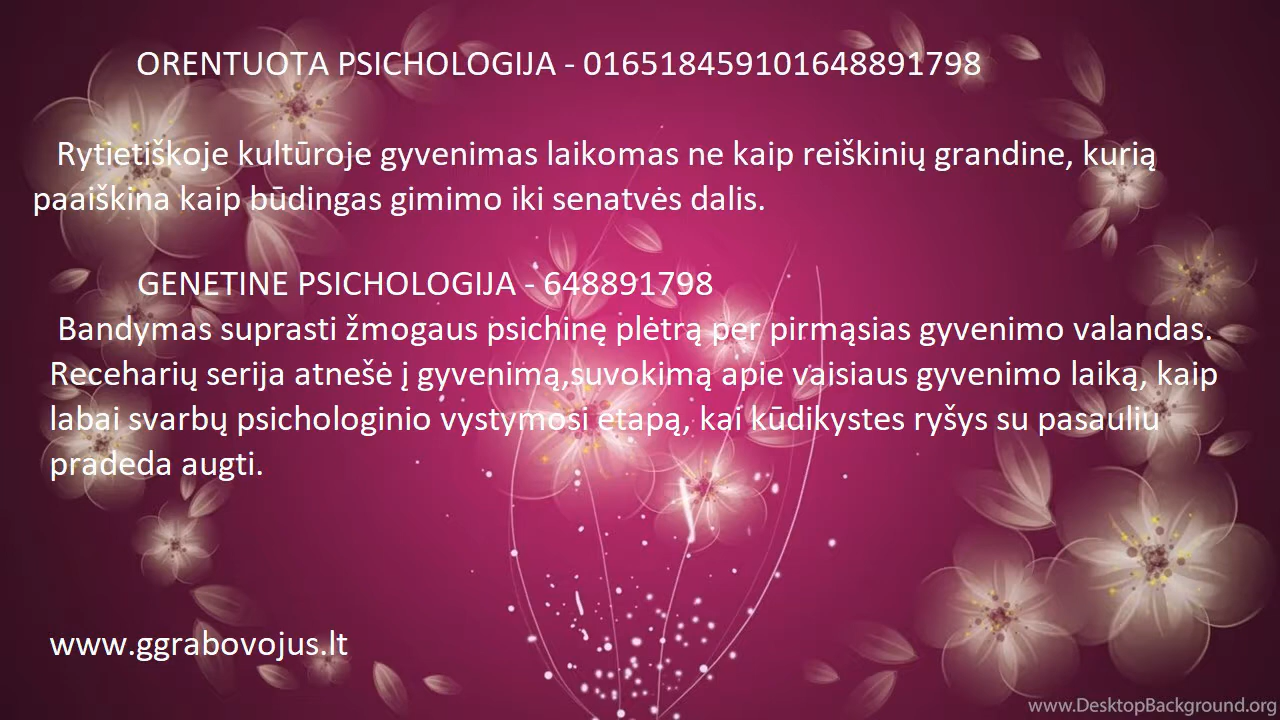 ORENTUOTA PSICHOLOGIJA - 016518459101648891798
Rytietiškoje kultūroje gyvenimas laikomas ne kaip reiškinių grandine, kurią
paaiškina kaip būdingas gimimo iki senatvės dalis.
GENETINE PSICHOLOGIJA - 648891798
Bandymas suprasti žmogaus psichinę plėtrą per pirmąsias gyvenimo valandas.
Receharių serija atnešė į gyvenimą,suvokimą apie vaisiaus gyvenimo laiką, kaip
labai svarbų psichologinio vystymosi etapą, kai kūdikystes ryšys su pasauliu
pradeda augti.
www.ggrabovojus.lt
www.DesktopBackground.org